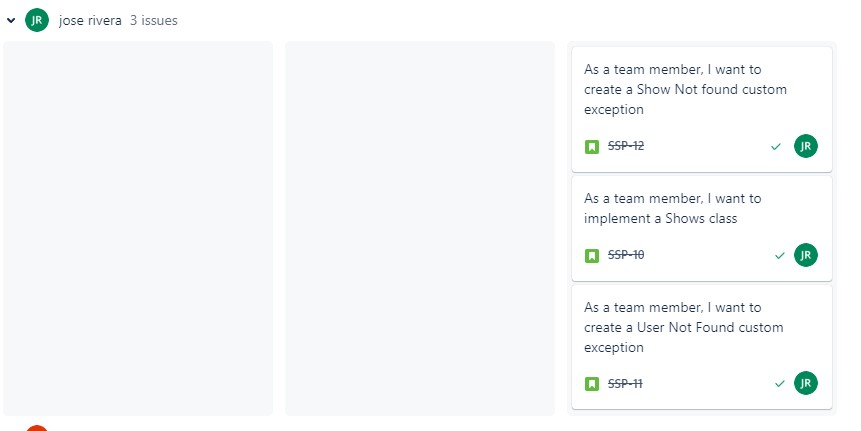 JR jose rivera 3 issues
As a team member, I want to
create a Show Not found custom
exception
SSP-12 JR
As a team member, I want to
implement a Shows class
SSP-10 JR
As a team member, I want to
create a User Not Found custom
exception
SSP-11 JR